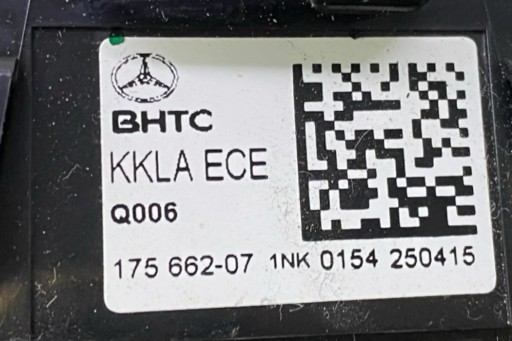 BHTC
KKLA ECE
Q006
175 662-07 1NK 0154 250415